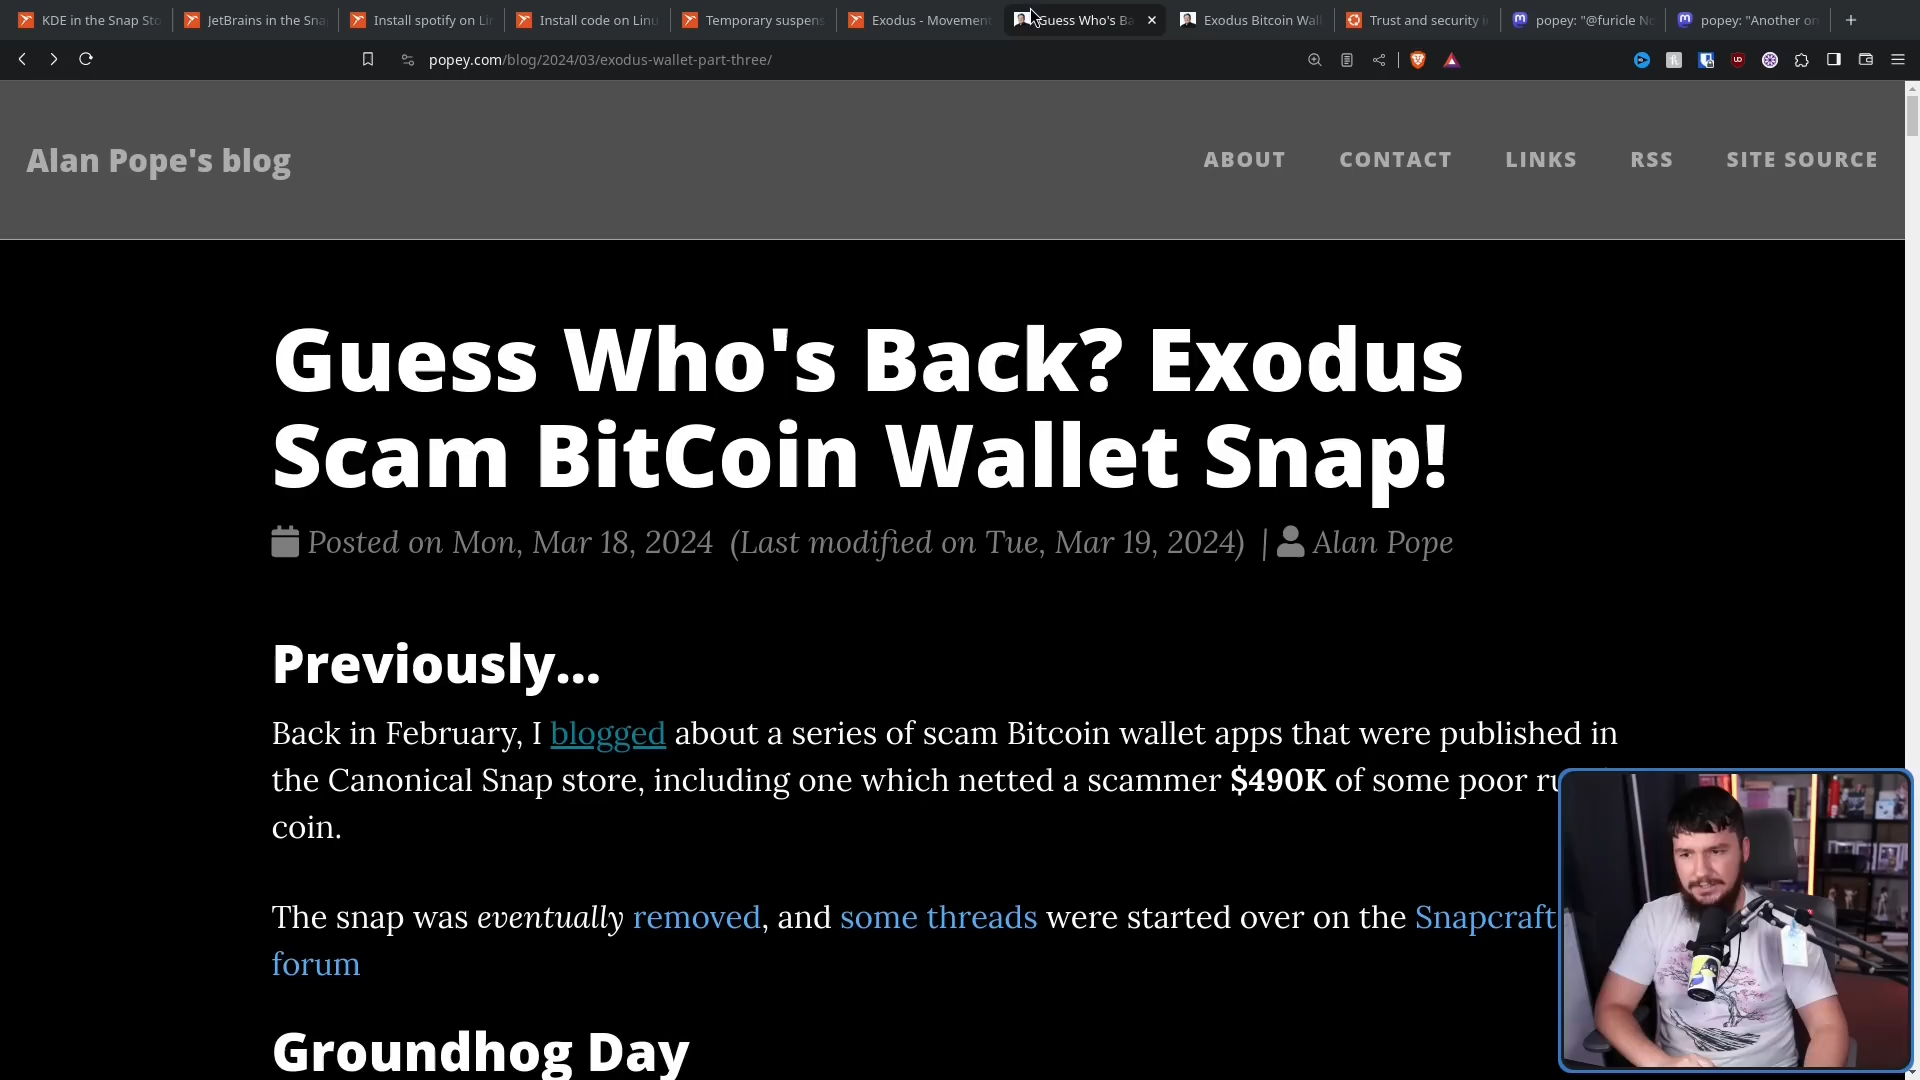 KDE in the Snap Sto
JetBrains in the Sna
Install spotify on Lin
Install code on Linu
Temporary suspens
Exodus - Movement
Guess Who's Ba
Exodus Bitcoin Wall
Trust and security i
popey: "@furicle No
popey: "Another on
popey.com/blog/2024/03/exodus-wallet-part-three/
Alan Pope's blog
ABOUT
CONTACT
LINKS
RSS
SITE SOURCE
Guess Who's Back? Exodus
Scam BitCoin Wallet Snap!
Posted on Mon, Mar 18, 2024 (Last modified on Tue, Mar 19, 2024) | Alan Pope
Previously...
Back in February, I blogged about a series of scam Bitcoin wallet apps that were published in
the Canonical Snap store, including one which netted a scammer $490K of some poor
coin.
The snap was eventually removed, and some threads were started over on the Snapcraft
forum
Groundhog Day